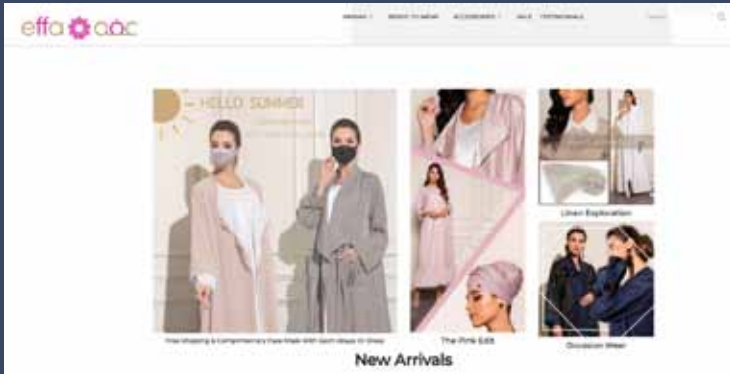 effa
ABAYAS READY TO WEAR ACCESSORIES SALE TESTIMONIALS
HELLO SUMMER
Linen Exploration
Free Shipping & Complimentary Face Mask With Each Abaya Or Dress
The Pink Edit
Occasion Wear
New Arrivals